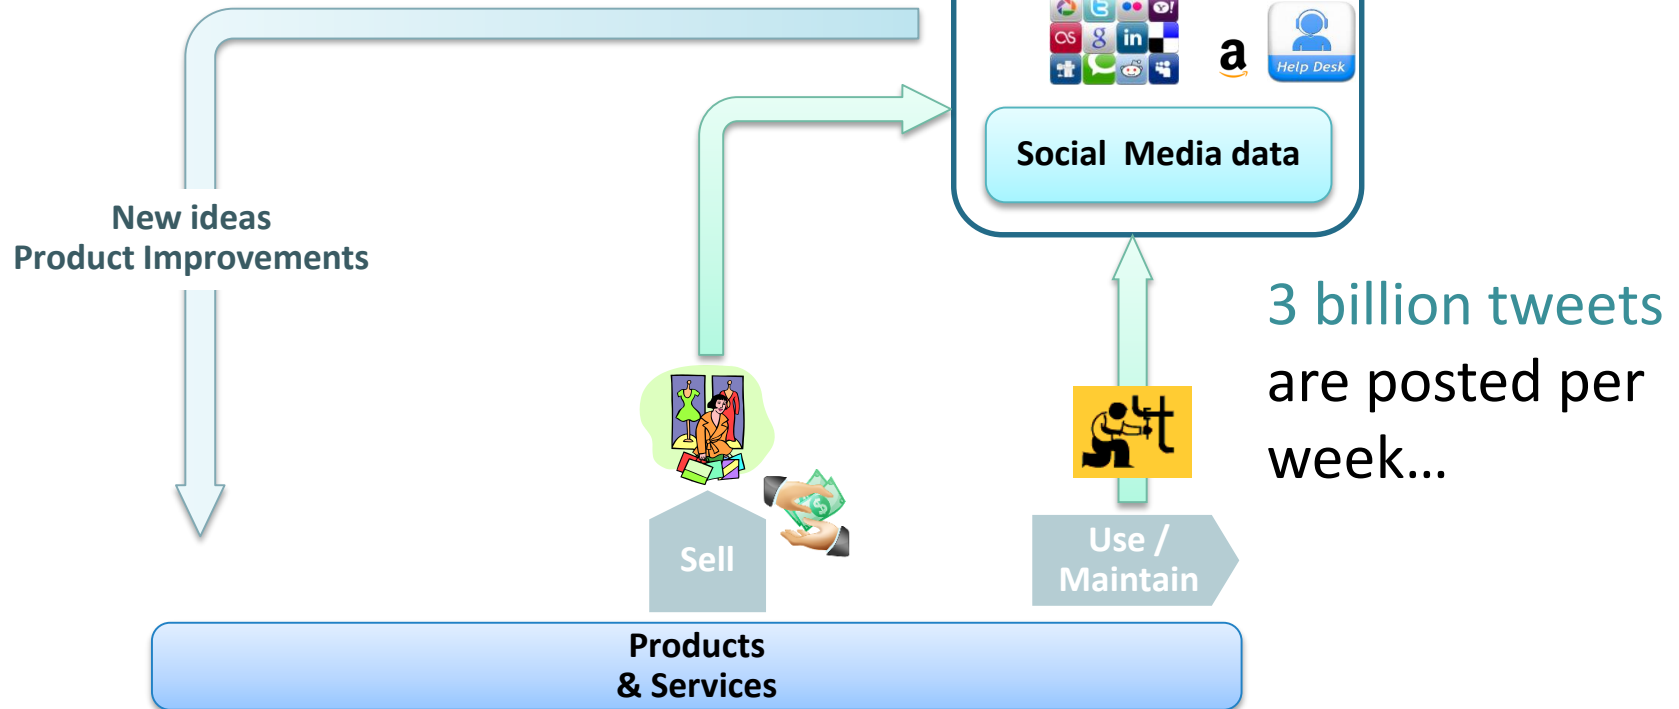 Y!
in
a
Help Desk
Social Media data
New ideas
Product Improvements
3 billion tweets
are posted per
week...
Sell
Use /
Maintain
Products
& Services